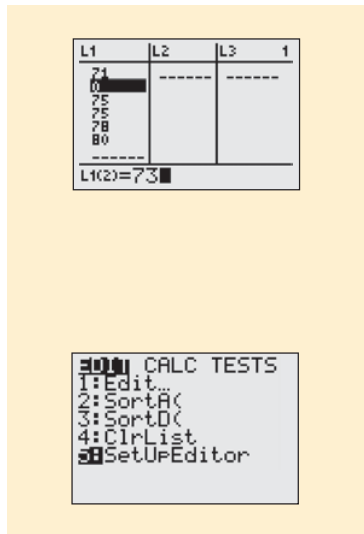 L1 L2 L3 1
71 ------ ------
0
75
75
78
80
------
L1(2)=73
EDIT CALC TESTS
1:Edit…
2:SortA(
3:SortD(
4:ClrList
5:SetUpEditor